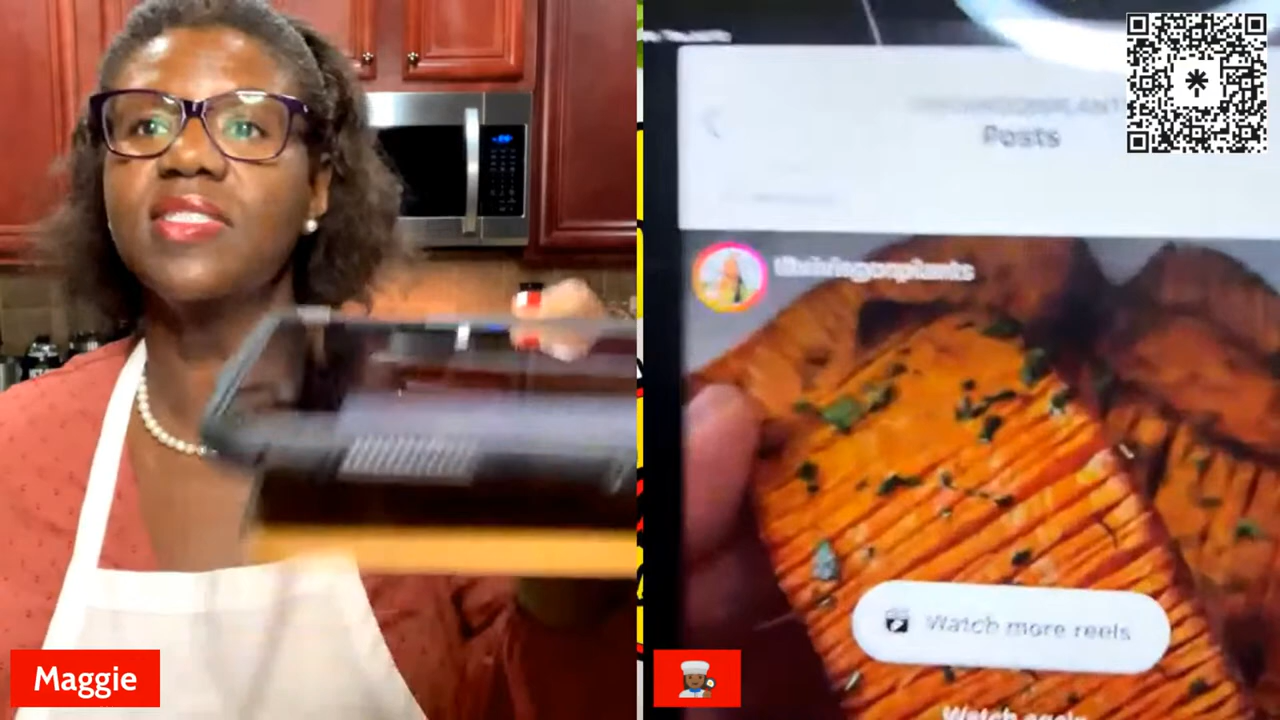 Maggie
Posts
thrivingonplants
Watch more reels
Watch again